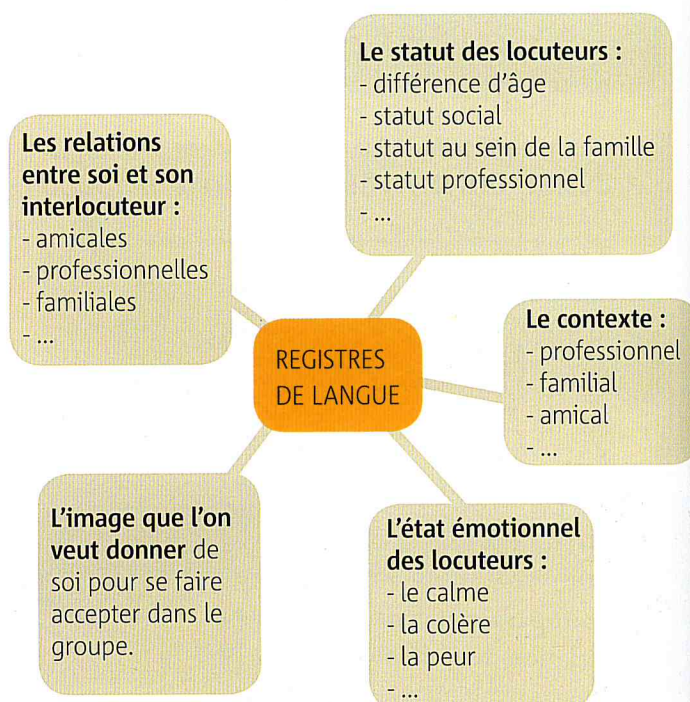 Le statut des locuteurs :
- différence d'âge
- statut social
- statut au sein de la famille
- statut professionnel
- ...
Les relations
entre soi et son
interlocuteur :
- amicales
- professionnelles
- familiales
- ...
REGISTRES
DE LANGUE
Le contexte :
- professionnel
- familial
- amical
- ...
L'image que l'on
veut donner de
soi pour se faire
accepter dans le
groupe.
L'état émotionnel
des locuteurs :
- le calme
- la colère
- la peur
- ...